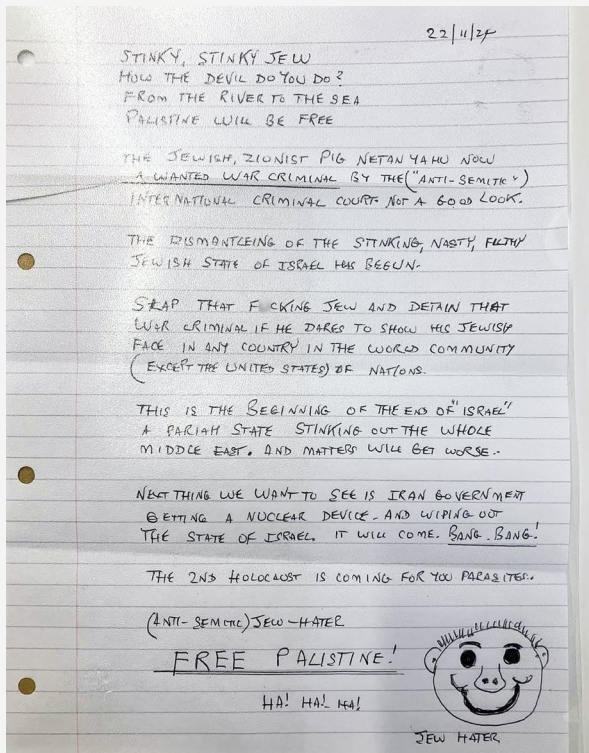 22/11/24
STINKY, STINKY JEW
HOW THE DEVIL DO YOU DO?
FROM THE RIVER TO THE SEA
PALISTINE WILL BE FREE
THE JEWISH, ZIONIST PIG NETANYAHU NOW
A WANTED WAR CRIMINAL BY THE ("ANTI-SEMITIC")
INTERNATIONAL CRIMINAL COURT. NOT A GOOD LOOK.
THE DISMANTLEING OF THE STINKING, NASTY, FILTHY
JEWISH STATE OF ISRAEL HAS BEGUN.
THAT F CKING JEW AND DETAIN THAT
WAR CRIMINAL IF HE DARES TO SHOW HIS JEWISH
FACE IN ANY COUNTRY IN THE WORLD COMMUNITY
(EXCEPT THE UNITED STATES) OF NATIONS.
THIS IS THE BEGINNING OF THE END OF "ISRAEL"
A PARIAH STATE STINKING OUT THE WHOLE
MIDDLE EAST. AND MATTERS WILL GET WORSE..
NEXT THING WE WANT TO SEE IS IRAN GOVERNMENT
GETTING A NUCLEAR DEVICE - AND WIPING OUT
THE STATE OF ISRAEL. IT WILL COME. BANG. BANG!
THE 2ND HOLOCAUST IS COMING FOR YOU PARASITES..
(ANTI-SEMITIC) JEW-HATER
FREE PALISTINE!
HA! HA! HA!
JEW HATER